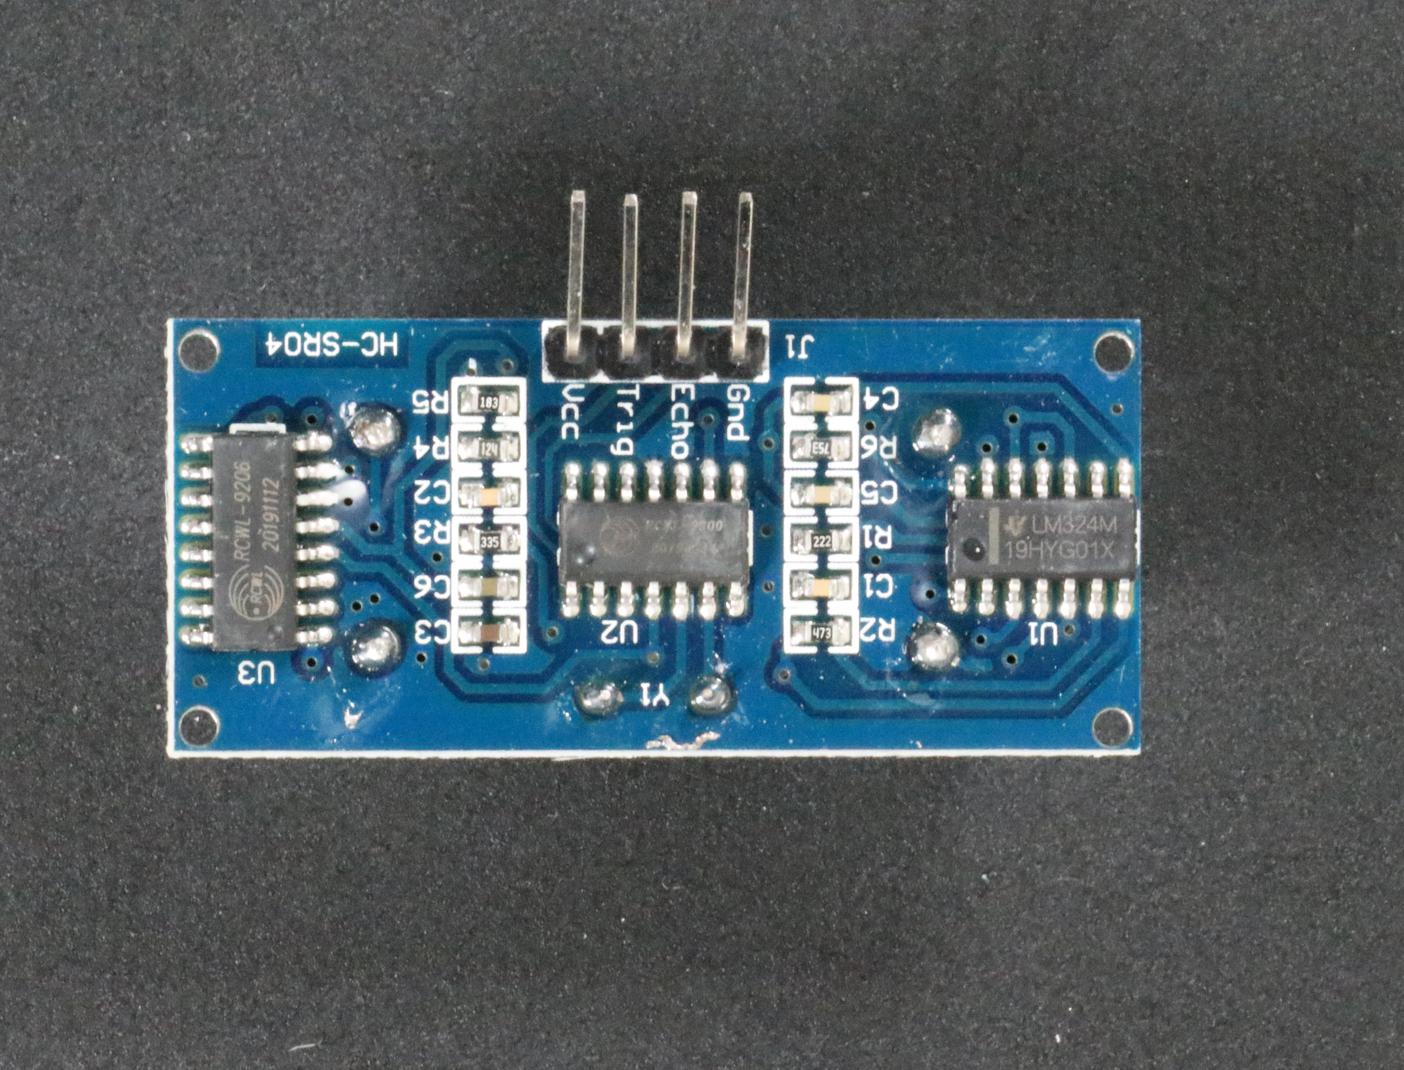 HC-SR04
J1
Vcc
Trig
Echo
Gnd
R5
183
R4
124
C2
R3
335
C6
C3
C4
R6
C5
R1
222
C1
R2
473
RCWL-9206
20191112
RCWL
U3
U2
Y1
LM324M
19HYG01X
U1